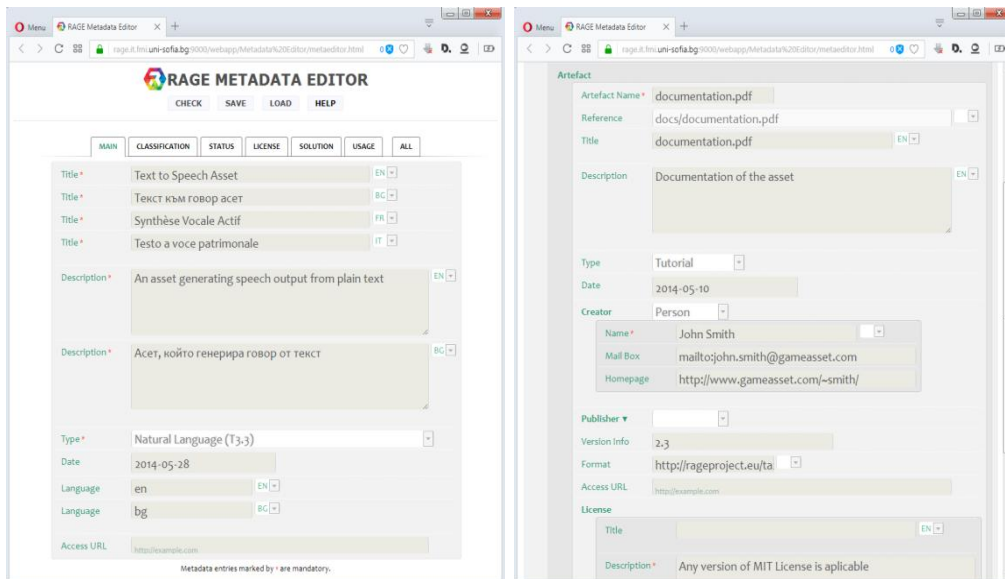 Menu
RAGE Metadata Editor
rage.it.fmi.uni-sofia.bg:9000/webapp/Metadata%20Editor/metaeditor.html
RAGE METADATA EDITOR
CHECK SAVE LOAD HELP
MAIN CLASSIFICATION STATUS LICENSE SOLUTION USAGE ALL
Title* Text to Speech Asset EN
Title* Текст към говор асет BG
Title* Synthèse Vocale Actif FR
Title* Testo a voce patrimonale IT
Description* An asset generating speech output from plain text EN
Description* Асет, който генерира говор от текст BG
Type* Natural Language (T3.3)
Date 2014-05-28
Language en EN
Language bg BG
Access URL http://example.com
Metadata entries marked by * are mandatory.
Menu
RAGE Metadata Editor
rage.it.fmi.uni-sofia.bg:9000/webapp/Metadata%20Editor/metaeditor.html
Artefact
Artefact Name* documentation.pdf
Reference docs/documentation.pdf
Title documentation.pdf EN
Description Documentation of the asset EN
Type Tutorial
Date 2014-05-10
Creator Person
Name* John Smith
Mail Box mailto:john.smith@gameasset.com
Homepage http://www.gameasset.com/~smith/
Publisher ▼
Version Info 2.3
Format http://rageproject.eu/ta
Access URL http://example.com
License
Title EN
Description* Any version of MIT License is aplicable